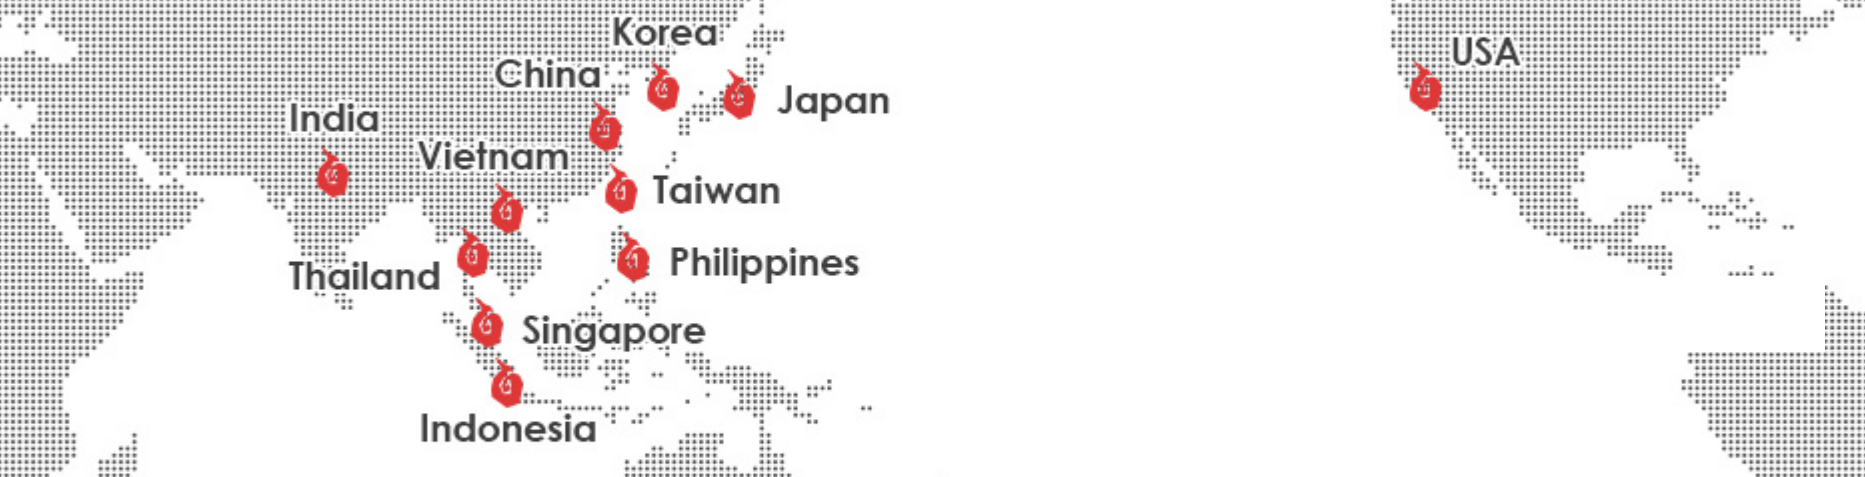 Korea
USA
China
Japan
India
Vietnam
Taiwan
Philippines
Thailand
Singapore
Indonesia